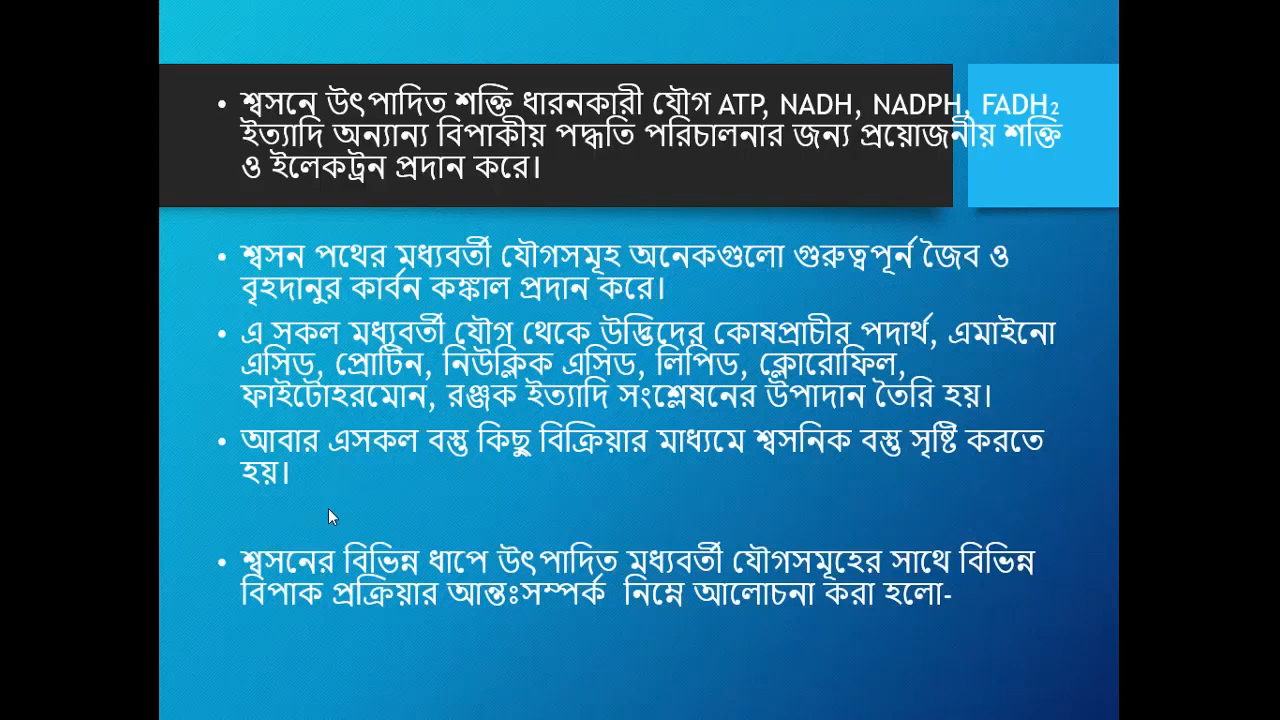 • শ্বসনে উৎপাদিত শক্তি ধারনকারী যৌগ ATP, NADH, NADPH, FADH₂
ইত্যাদি অন্যান্য বিপাকীয় পদ্ধতি পরিচালনার জন্য প্রয়োজনীয় শক্তি
ও ইলেকট্রন প্রদান করে।
• শ্বসন পথের মধ্যবর্তী যৌগসমূহ অনেকগুলো গুরুত্বপূর্ন জৈব ও
বৃহদানুর কার্বন কঙ্কাল প্রদান করে।
• এ সকল মধ্যবর্তী যৌগ থেকে উদ্ভিদের কোষপ্রাচীর পদার্থ, এমাইনো
এসিড, প্রোটিন, নিউক্লিক এসিড, লিপিড, ক্লোরোফিল,
ফাইটোহরমোন, রঞ্জক ইত্যাদি সংশ্লেষনের উপাদান তৈরি হয়।
• আবার এসকল বস্তু কিছু বিক্রিয়ার মাধ্যমে শ্বসনিক বস্তু সৃষ্টি করতে
হয়।
• শ্বসনের বিভিন্ন ধাপে উৎপাদিত মধ্যবর্তী যৌগসমূহের সাথে বিভিন্ন
বিপাক প্রক্রিয়ার আন্তঃসম্পর্ক নিম্নে আলোচনা করা হলো-